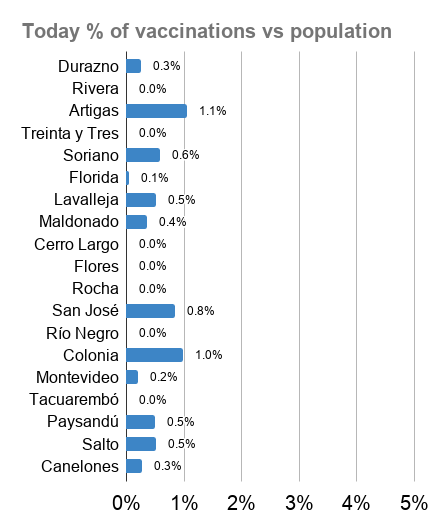 Today % of vaccinations vs population
Durazno 0.3%
Rivera 0.0%
Artigas 1.1%
Treinta y Tres 0.0%
Soriano 0.6%
Florida 0.1%
Lavalleja 0.5%
Maldonado 0.4%
Cerro Largo 0.0%
Flores 0.0%
Rocha 0.0%
San José 0.8%
Río Negro 0.0%
Colonia 1.0%
Montevideo 0.2%
Tacuarembó 0.0%
Paysandú 0.5%
Salto 0.5%
Canelones 0.3%
0% 1% 2% 3% 4% 5%